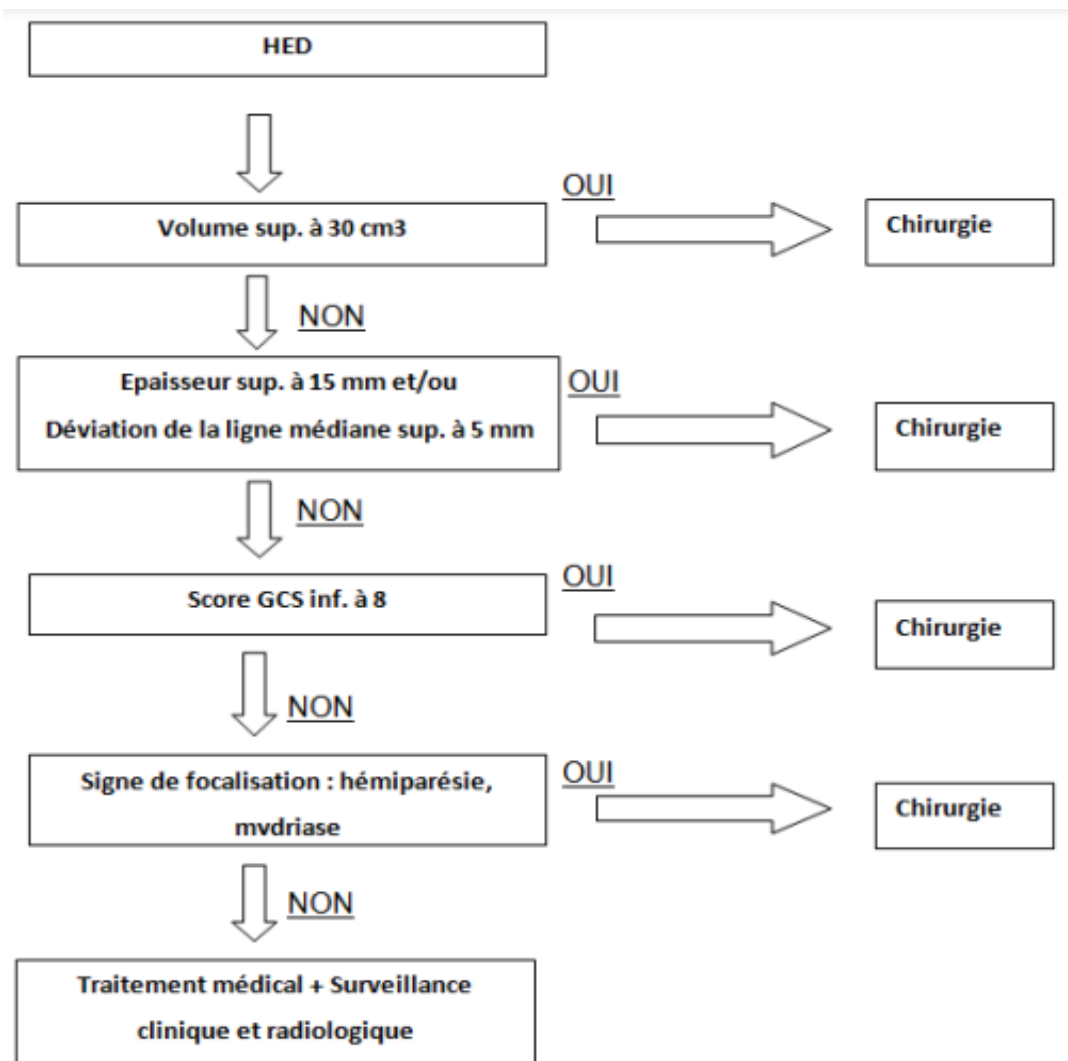 HED
OUI
Volume sup. à 30 cm3
Chirurgie
NON
Epaisseur sup. à 15 mm et/ou
OUI
Déviation de la ligne médiane sup. à 5 mm
Chirurgie
NON
OUI
Score GCS inf. à 8
Chirurgie
NON
OUI
Signe de focalisation : hémiparésie,
mvdriase
Chirurgie
NON
Traitement médical + Surveillance
clinique et radiologique